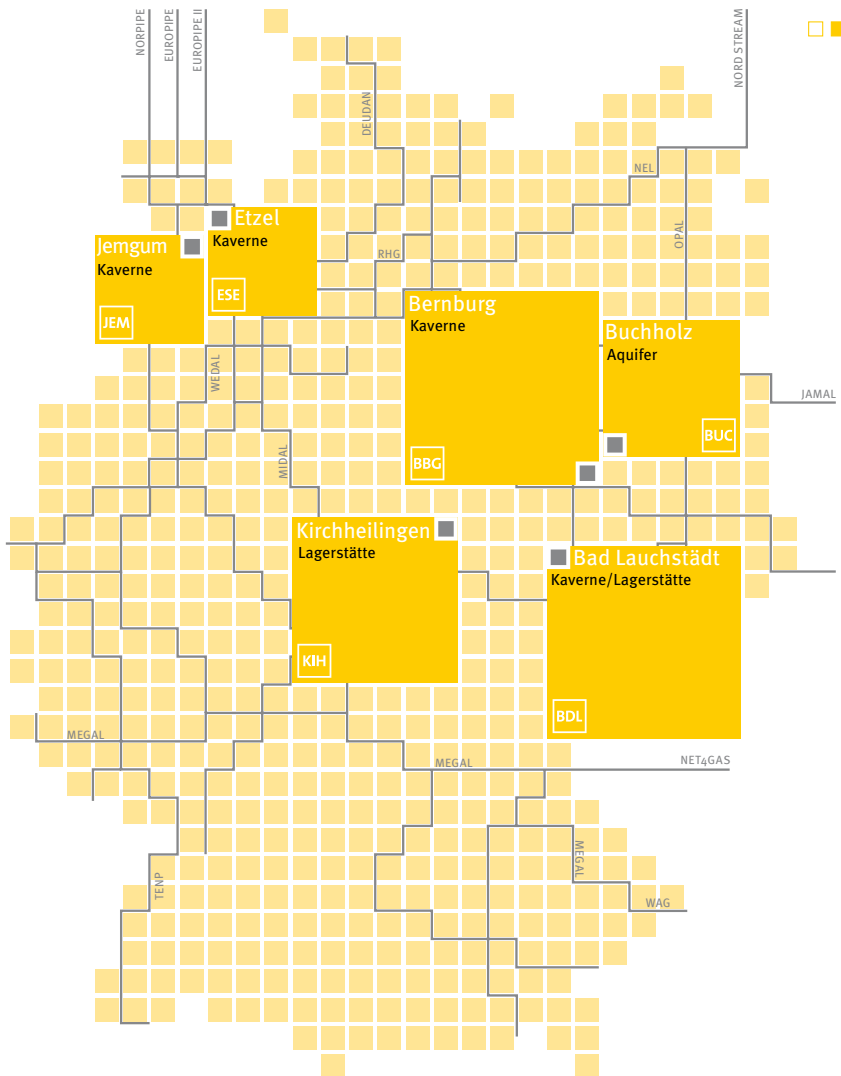 NORPIPE
EUROPIPE
EUROPIPE II
DEUDAN
NORD STREAM
NEL
OPAL
Etzel
Kaverne
ESE
Jemgum
Kaverne
JEM
RHG
Bernburg
Kaverne
BBG
Buchholz
Aquifer
BUC
WEDAL
JAMAL
MIDAL
Kirchheilingen
Lagerstätte
KIH
Bad Lauchstädt
Kaverne/Lagerstätte
BDL
MEGAL
MEGAL
NET4GAS
MEGAL
TENP
WAG